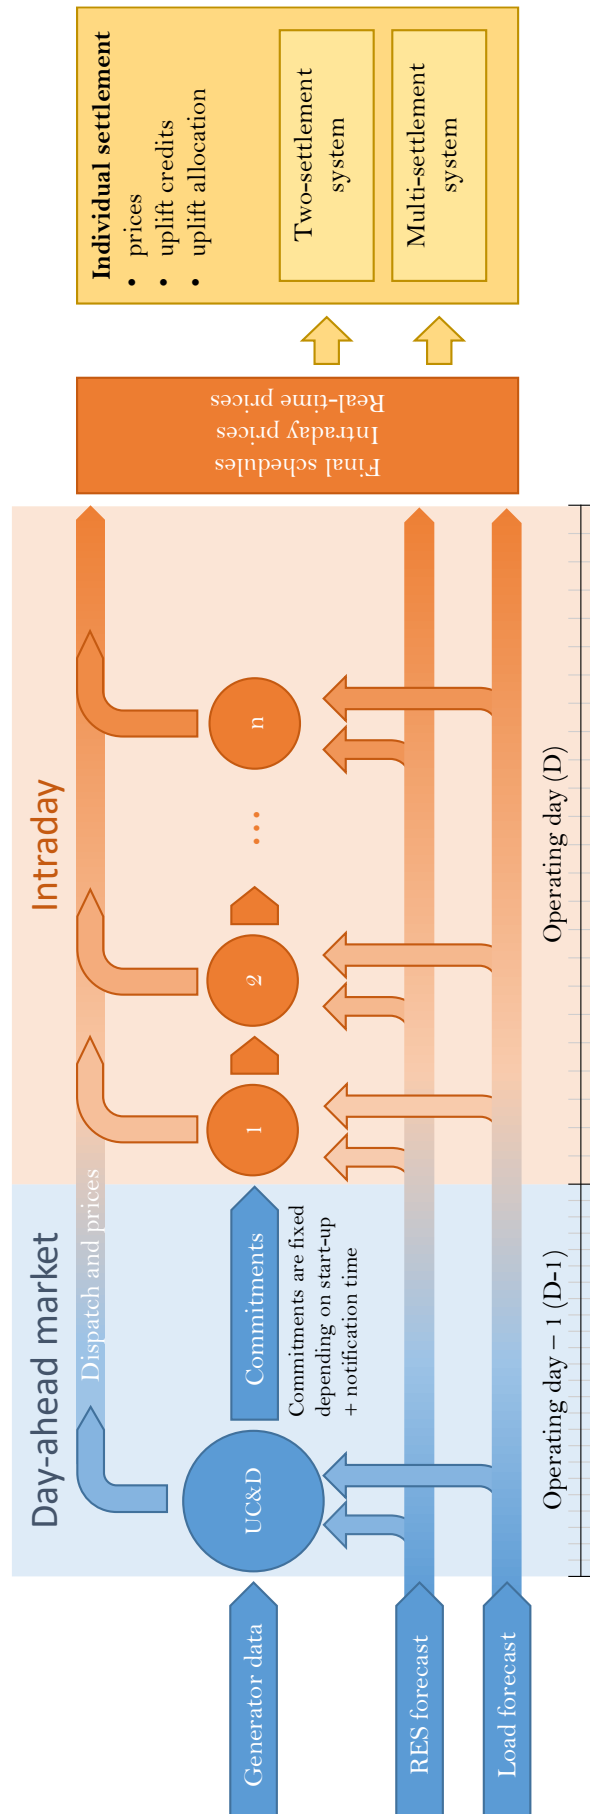 Day-ahead market
Intraday
Dispatch and prices
Generator data
UC&D
Commitments
Commitments are fixed
depending on start-up
+ notification time
1
2
...
n
RES forecast
Load forecast
Operating day – 1 (D-1)
Operating day (D)
Final schedules
Intraday prices
Real-time prices
Individual settlement
• prices
• uplift credits
• uplift allocation
Two-settlement
system
Multi-settlement
system